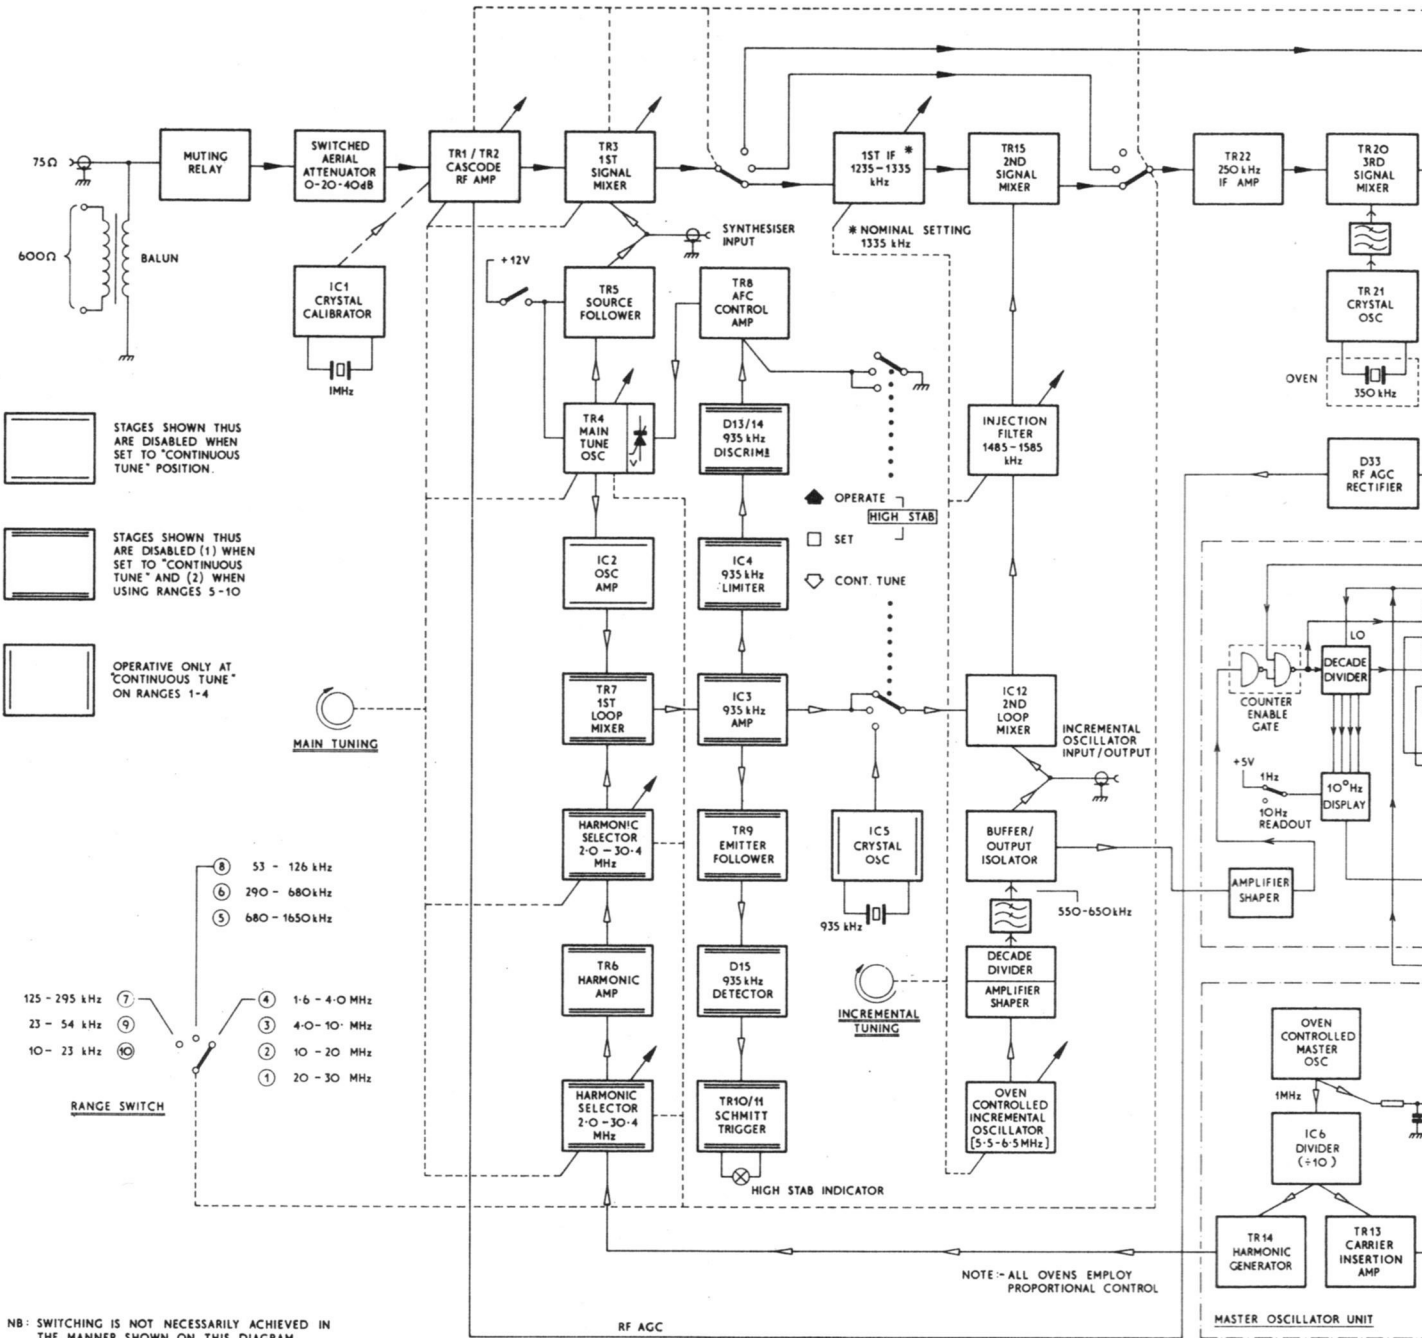 75Ω
MUTING
RELAY
SWITCHED
AERIAL
ATTENUATOR
0-20-40dB
TR1 / TR2
CASCODE
RF AMP
TR3
1ST
SIGNAL
MIXER
1ST IF *
1235-1335
kHz
TR15
2ND
SIGNAL
MIXER
TR22
250 kHz
IF AMP
TR20
3RD
SIGNAL
MIXER
* NOMINAL SETTING
1335 kHz
SYNTHESISER
INPUT
600Ω
BALUN
IC1
CRYSTAL
CALIBRATOR
1MHz
+12V
TR5
SOURCE
FOLLOWER
TR8
AFC
CONTROL
AMP
TR21
CRYSTAL
OSC
OVEN
350 kHz
STAGES SHOWN THUS
ARE DISABLED WHEN
SET TO "CONTINUOUS
TUNE" POSITION.
TR4
MAIN
TUNE
OSC
V
D13/14
935 kHz
DISCRIMR
INJECTION
FILTER
1485-1585
kHz
D33
RF AGC
RECTIFIER
OPERATE
HIGH STAB
SET
CONT. TUNE
STAGES SHOWN THUS
ARE DISABLED (1) WHEN
SET TO "CONTINUOUS
TUNE" AND (2) WHEN
USING RANGES 5-10
IC2
OSC
AMP
IC4
935 kHz
LIMITER
OPERATIVE ONLY AT
"CONTINUOUS TUNE"
ON RANGES 1-4
MAIN TUNING
TR7
1ST
LOOP
MIXER
IC3
935 kHz
AMP
IC12
2ND
LOOP
MIXER
INCREMENTAL
OSCILLATOR
INPUT/OUTPUT
LO
DECADE
DIVIDER
COUNTER
ENABLE
GATE
+5V
1Hz
10Hz
READOUT
10⁰Hz
DISPLAY
HARMONIC
SELECTOR
2·0-30·4
MHz
TR9
EMITTER
FOLLOWER
IC5
CRYSTAL
OSC
935 kHz
BUFFER/
OUTPUT
ISOLATOR
550-650kHz
AMPLIFIER
SHAPER
8 53 - 126 kHz
6 290 - 680kHz
5 680 - 1650kHz
125 - 295 kHz 7
23 - 54 kHz 9
10 - 23 kHz 10
4 1·6 - 4·0 MHz
3 4·0 - 10· MHz
2 10 - 20 MHz
1 20 - 30 MHz
RANGE SWITCH
TR6
HARMONIC
AMP
D15
935 kHz
DETECTOR
INCREMENTAL
TUNING
DECADE
DIVIDER
AMPLIFIER
SHAPER
HARMONIC
SELECTOR
2·0-30·4
MHz
TR10/11
SCHMITT
TRIGGER
HIGH STAB INDICATOR
OVEN
CONTROLLED
INCREMENTAL
OSCILLATOR
[5·5-6·5MHz]
OVEN
CONTROLLED
MASTER
OSC
1MHz
IC6
DIVIDER
(÷10)
TR14
HARMONIC
GENERATOR
TR13
CARRIER
INSERTION
AMP
MASTER OSCILLATOR UNIT
NOTE:- ALL OVENS EMPLOY
PROPORTIONAL CONTROL
RF AGC
NB: SWITCHING IS NOT NECESSARILY ACHIEVED IN
THE MANNER SHOWN ON THIS DIAGRAM